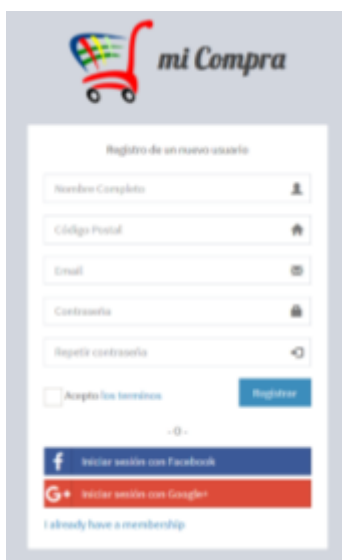 mi Compra
Registro de un nuevo usuario
Nombre Completo
Código Postal
Email
Contraseña
Repetir contraseña
Acepto los terminos
Registrar
- O -
f Iniciar sesión con Facebook
G+ Iniciar sesión con Google+
I already have a membership